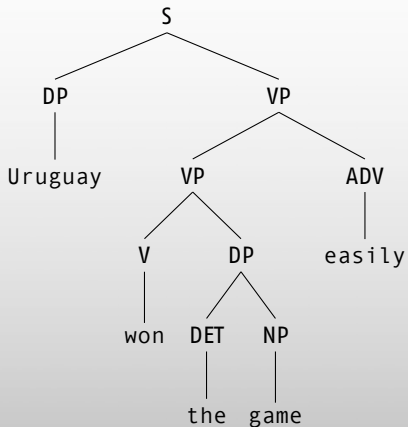 S
DP VP
Uruguay VP ADV
V DP easily
won DET NP
the game